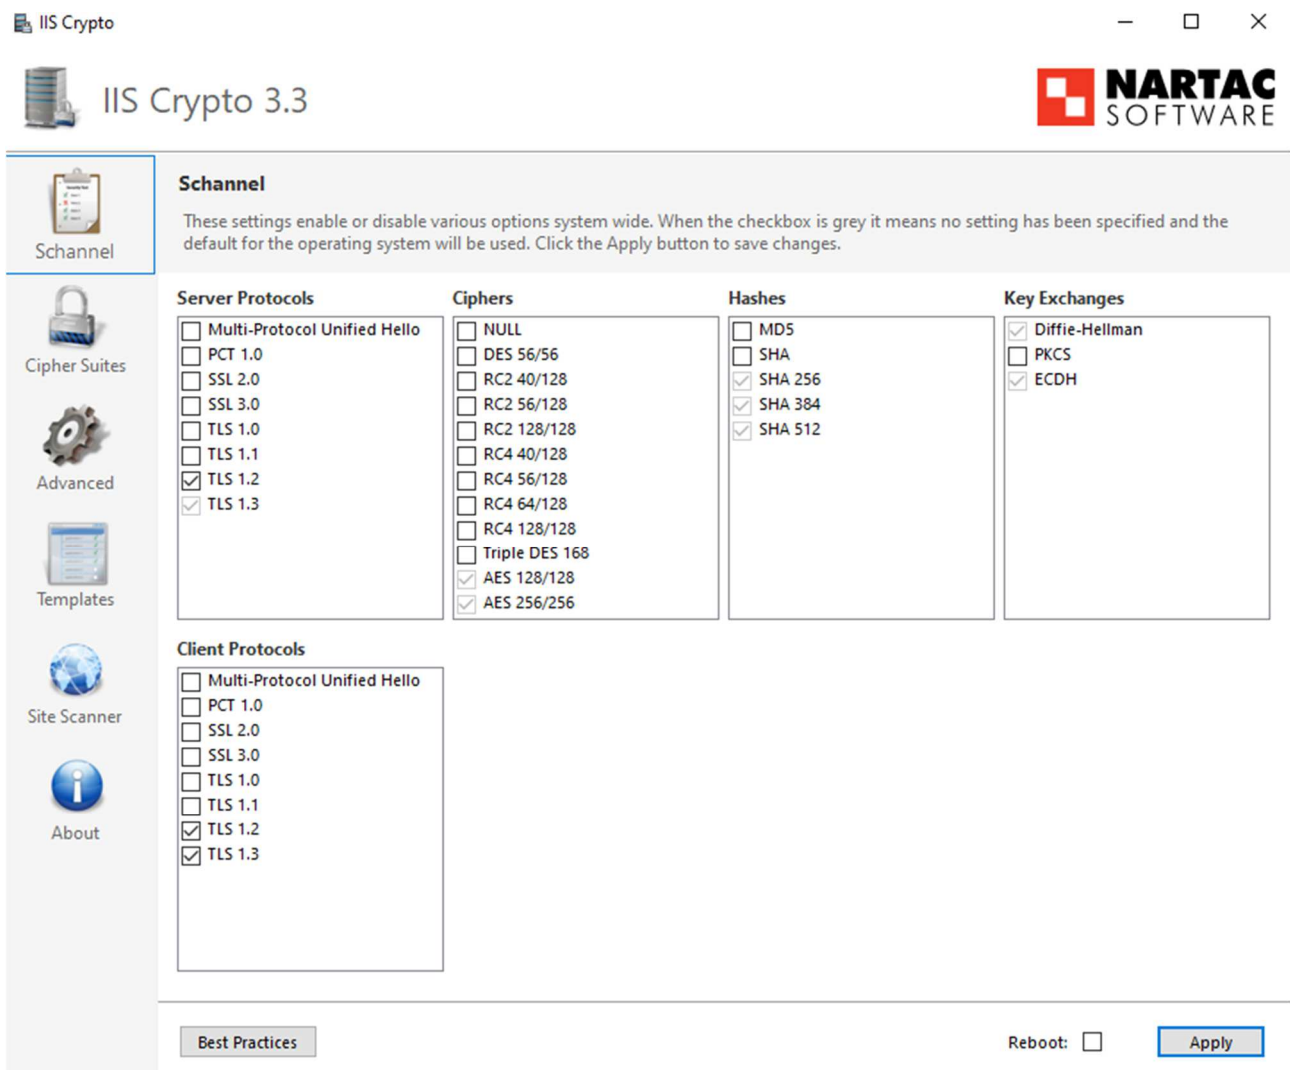 IIS Crypto
IIS Crypto 3.3
NARTAC
SOFTWARE
Schannel
Cipher Suites
Advanced
Templates
Site Scanner
About
Schannel
These settings enable or disable various options system wide. When the checkbox is grey it means no setting has been specified and the
default for the operating system will be used. Click the Apply button to save changes.
Server Protocols
Multi-Protocol Unified Hello
PCT 1.0
SSL 2.0
SSL 3.0
TLS 1.0
TLS 1.1
TLS 1.2
TLS 1.3
Ciphers
NULL
DES 56/56
RC2 40/128
RC2 56/128
RC2 128/128
RC4 40/128
RC4 56/128
RC4 64/128
RC4 128/128
Triple DES 168
AES 128/128
AES 256/256
Hashes
MD5
SHA
SHA 256
SHA 384
SHA 512
Key Exchanges
Diffie-Hellman
PKCS
ECDH
Client Protocols
Multi-Protocol Unified Hello
PCT 1.0
SSL 2.0
SSL 3.0
TLS 1.0
TLS 1.1
TLS 1.2
TLS 1.3
Best Practices
Reboot:
Apply